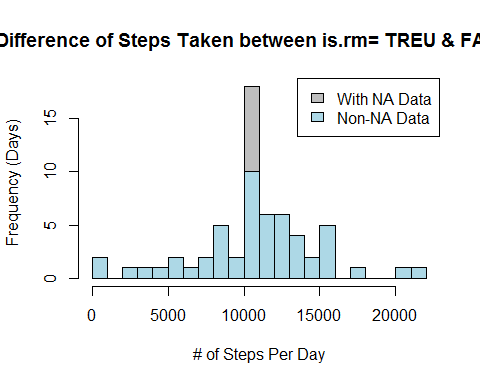 Difference of Steps Taken between is.rm= TREU & FA
With NA Data
Non-NA Data
Frequency (Days)
15
10
5
0
0 5000 10000 15000 20000
# of Steps Per Day